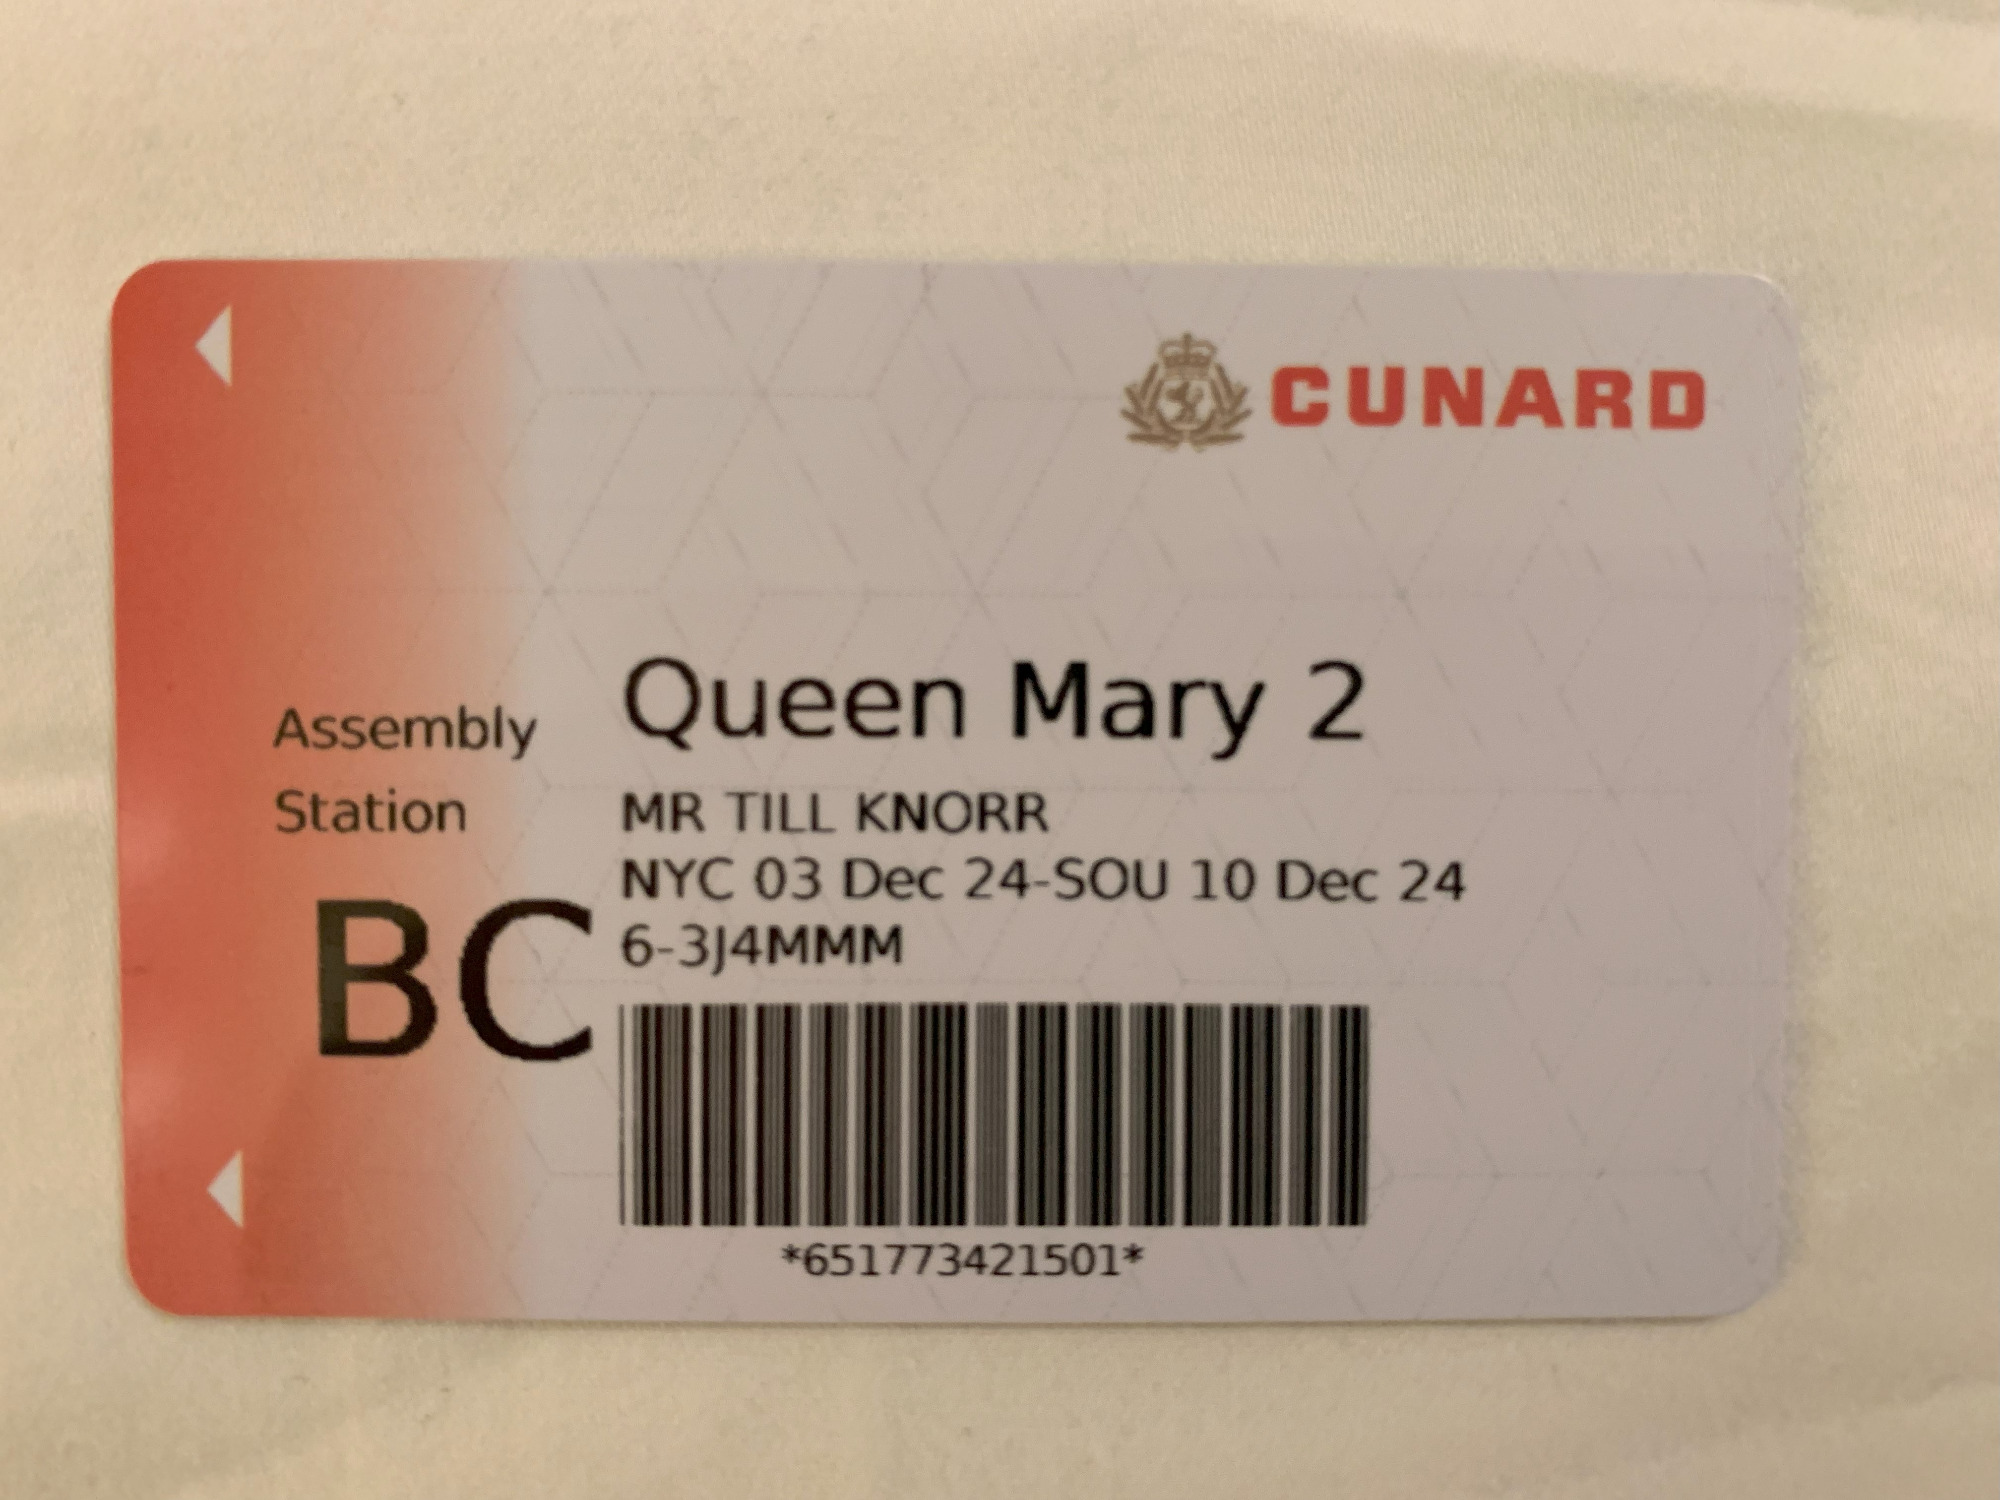 CUNARD
Assembly
Station
BC
Queen Mary 2
MR TILL KNORR
NYC 03 Dec 24-SOU 10 Dec 24
6-3J4MMM
*651773421501*